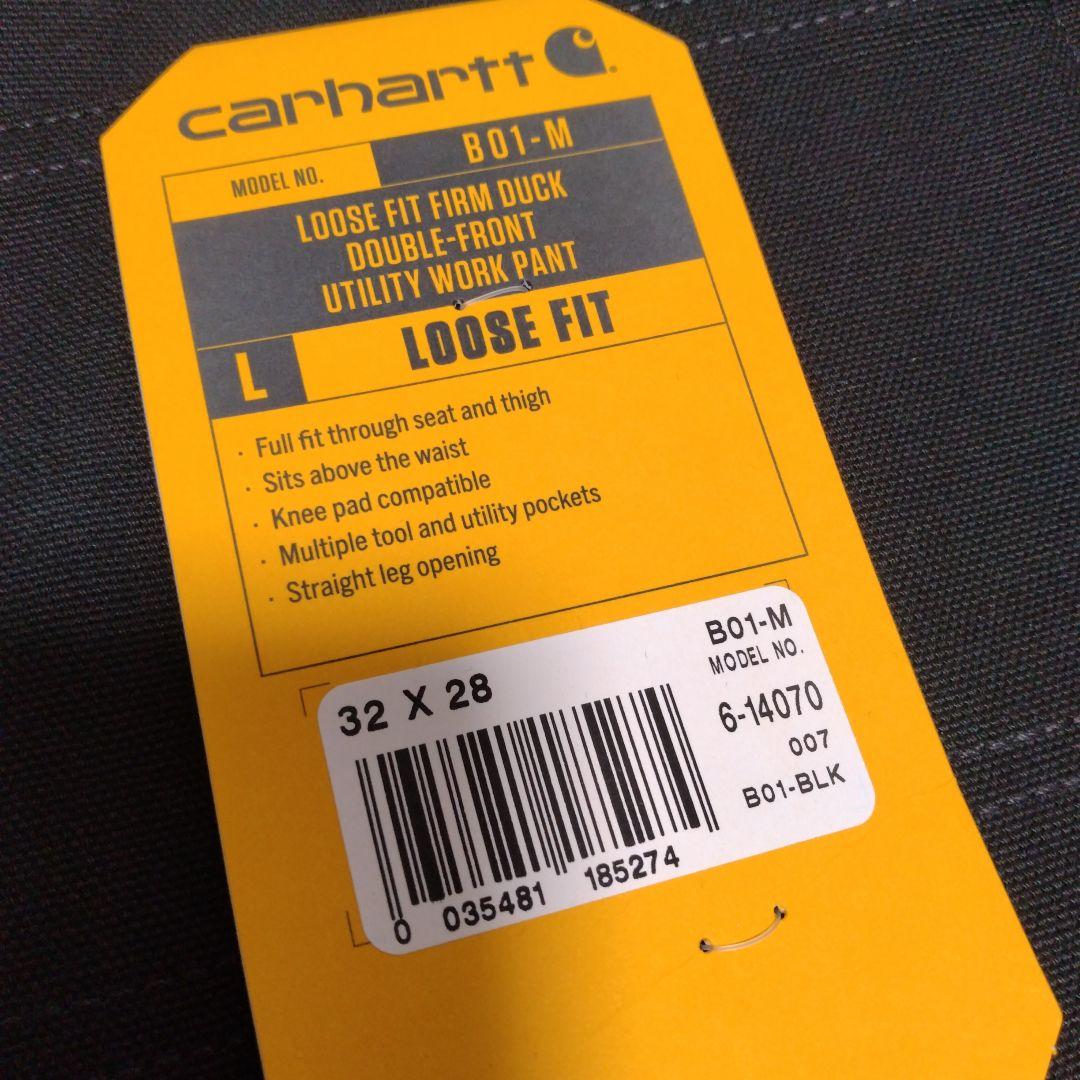 carhartt
MODEL NO. B01-M
LOOSE FIT FIRM DUCK
DOUBLE-FRONT
UTILITY WORK PANT
L LOOSE FIT
· Full fit through seat and thigh
· Sits above the waist
· Knee pad compatible
· Multiple tool and utility pockets
· Straight leg opening
32 X 28
B01-M
MODEL NO.
6-14070
007
B01-BLK
0 035481 185274